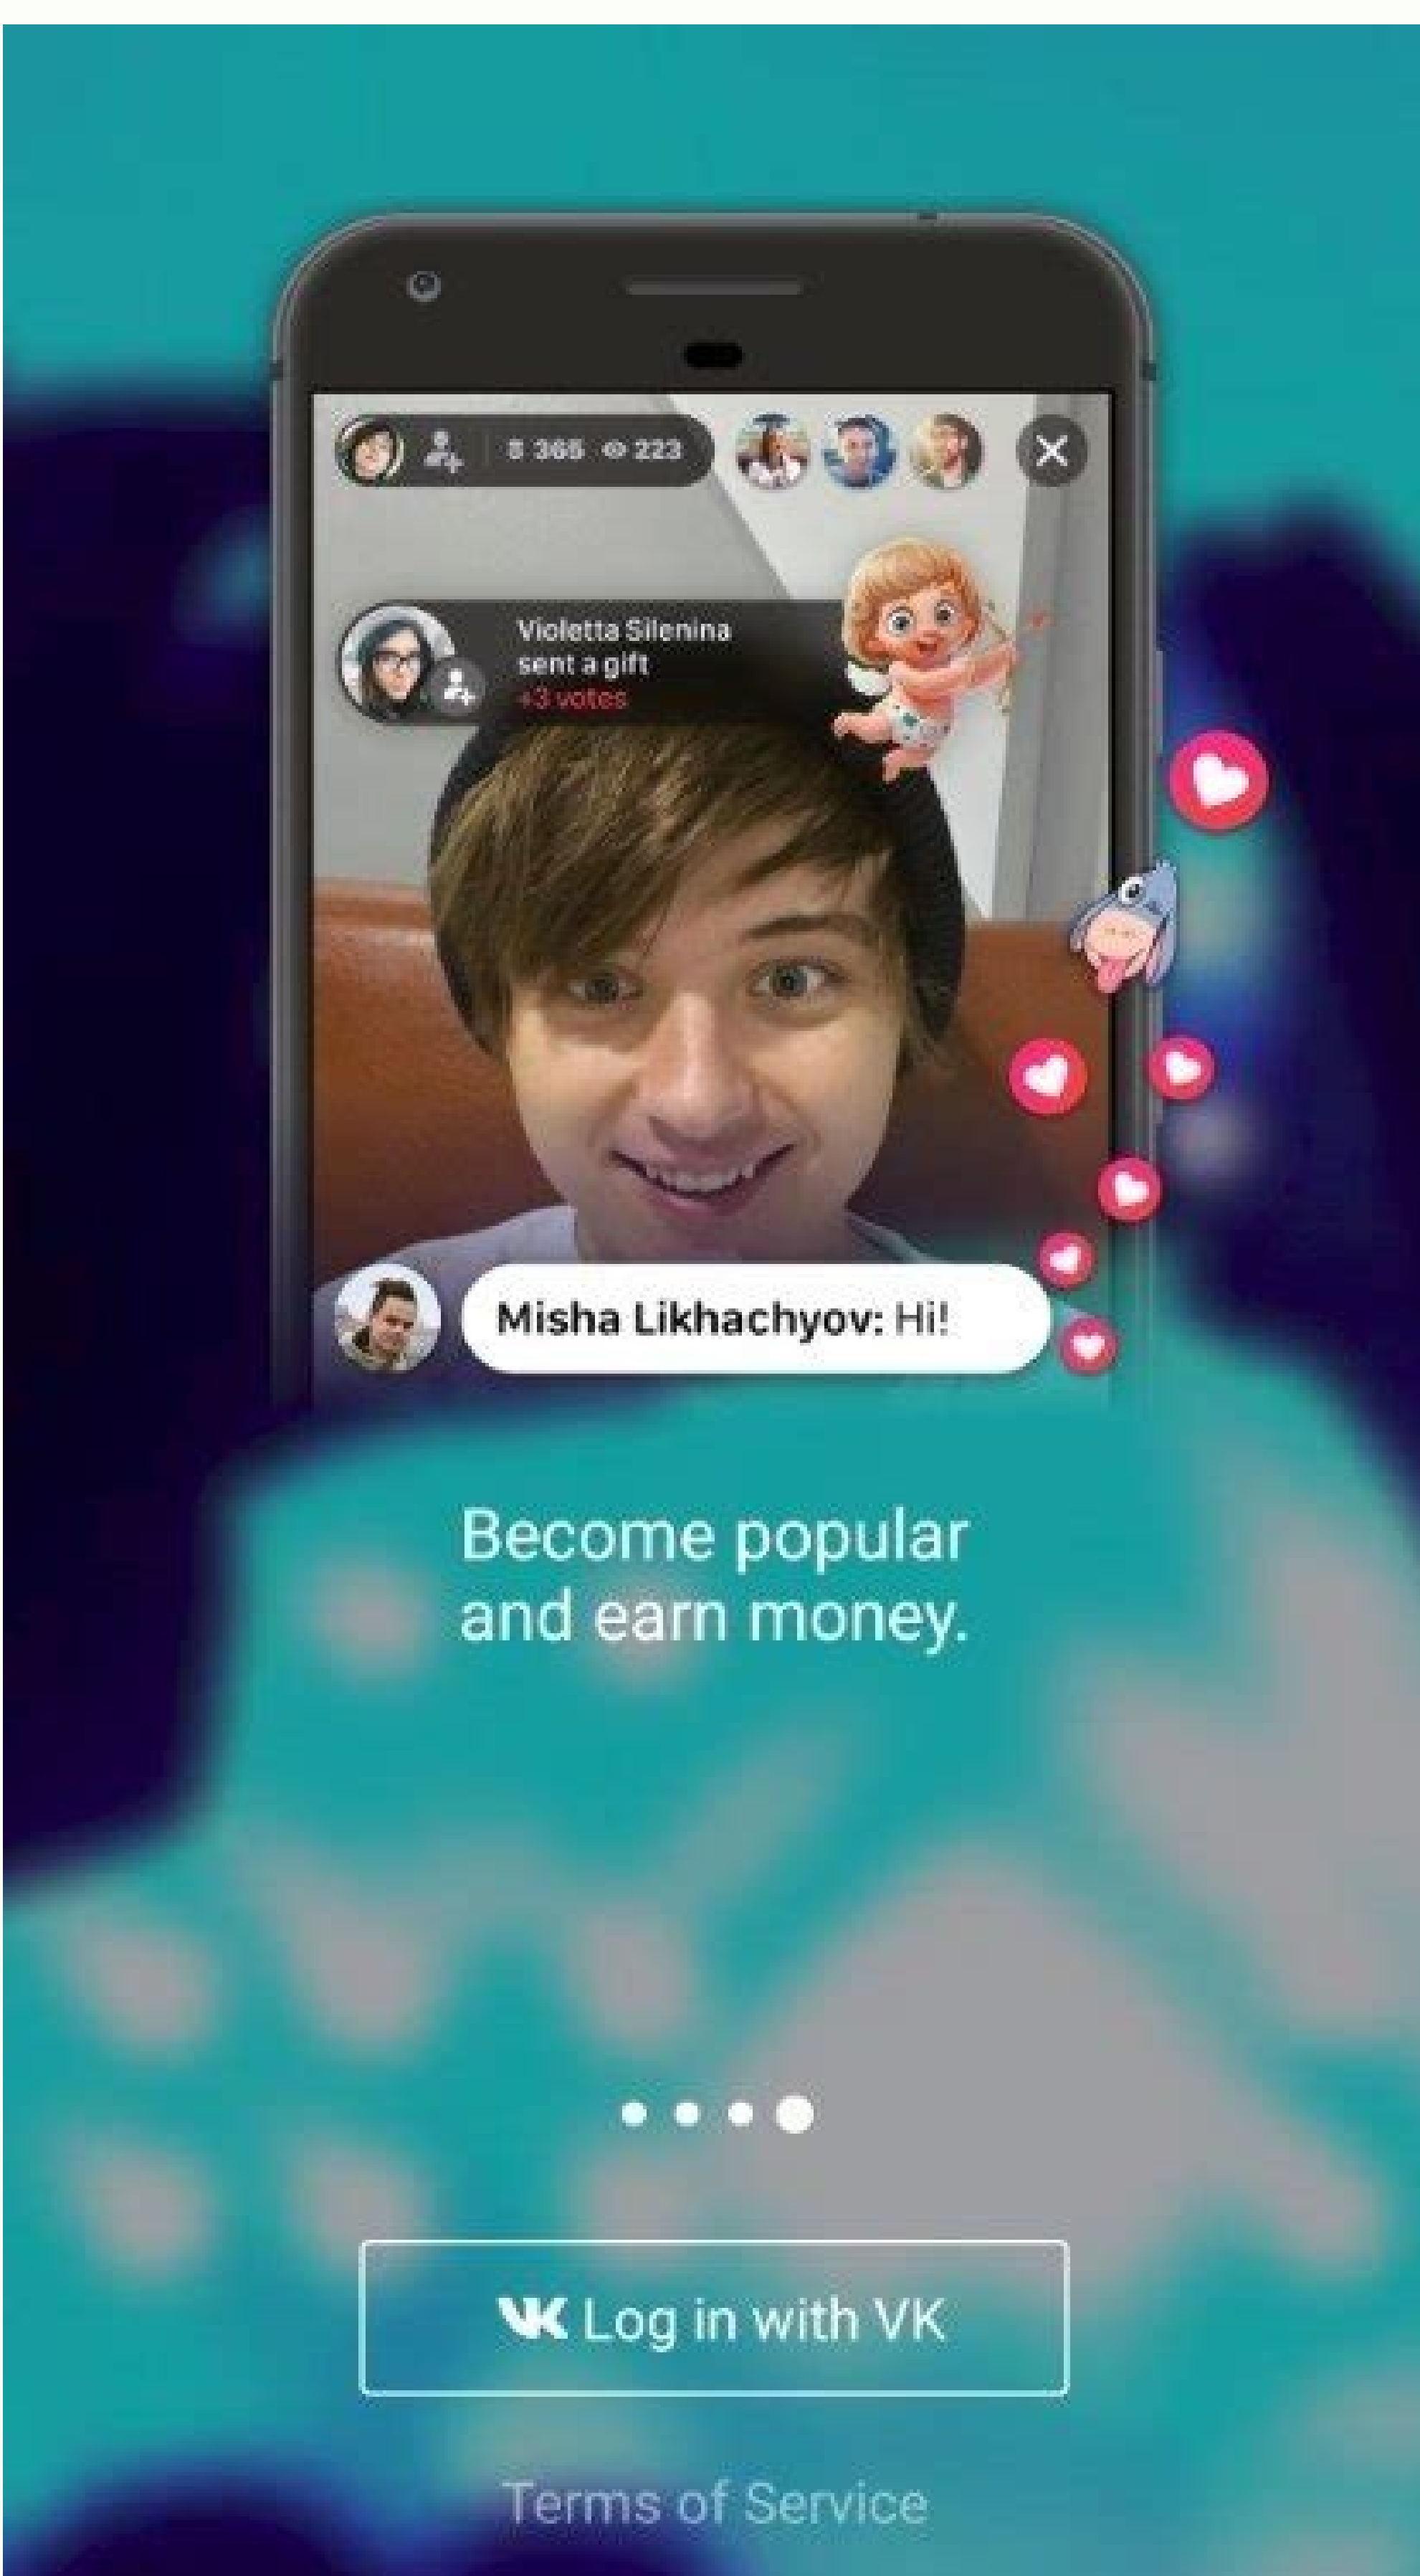 8 365 223
Violetta Silenina
sent a gift
+3 votes
Misha Likhachyov: Hi!
Become popular
and earn money.
VK Log in with VK
Terms of Service